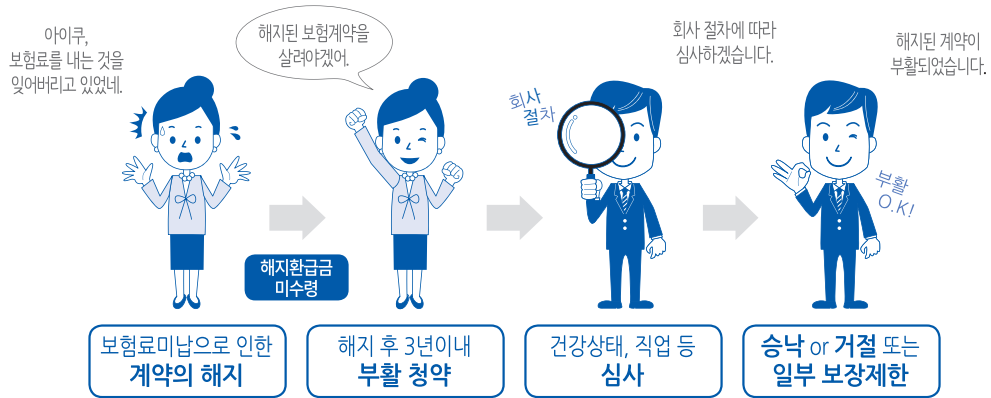 아이쿠,
보험료를 내는 것을
잊어버리고 있었네.
해지된 보험계약을
살려야겠어.
회사 절차에 따라
심사하겠습니다.
해지된 계약이
부활되었습니다.
회사
절차
부활
O.K!
해지환급금
미수령
보험료미납으로 인한
계약의 해지
해지 후 3년이내
부활 청약
건강상태, 직업 등
심사
승낙 or 거절 또는
일부 보장제한